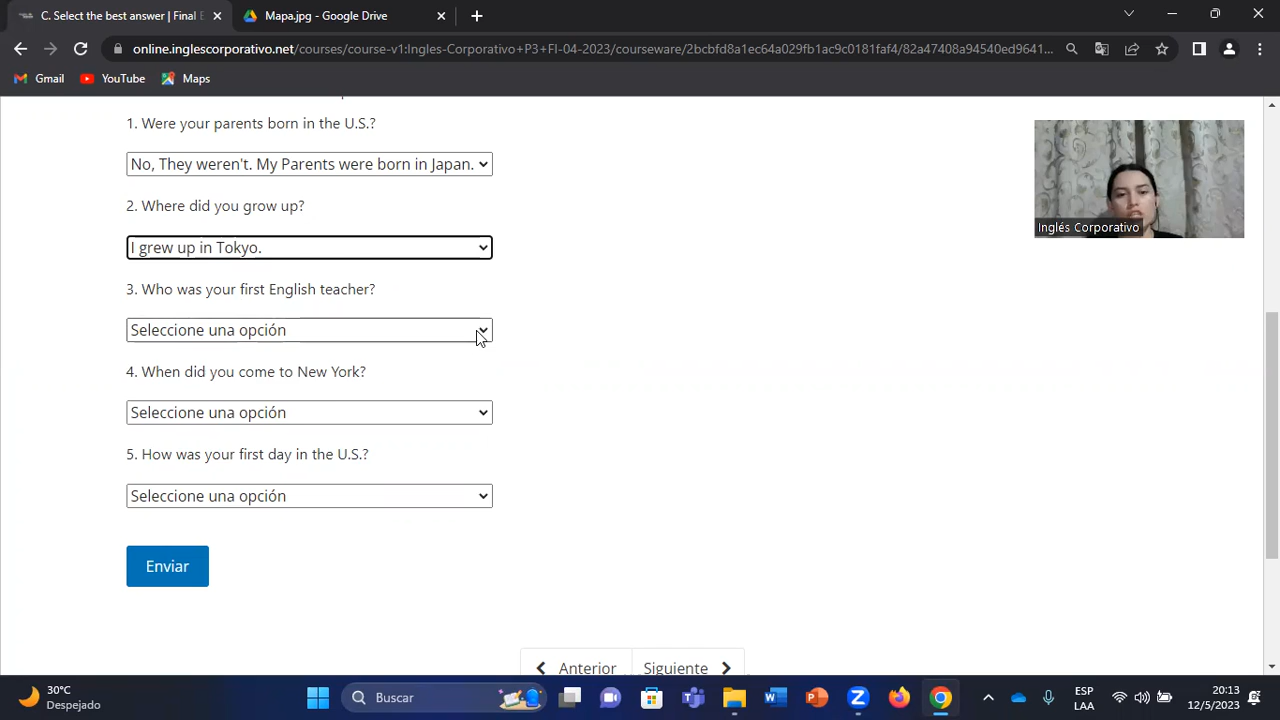 C. Select the best answer | Final E
Mapa.jpg - Google Drive
online.inglescorporativo.net/courses/course-v1:Ingles-Corporativo+P3+FI-04-2023/courseware/2bcbfd8a1ec64a029fb1ac9c0181faf4/82a47408a94540ed9641...
Gmail
YouTube
Maps
1. Were your parents born in the U.S.?
No, They weren't. My Parents were born in Japan.
2. Where did you grow up?
I grew up in Tokyo.
3. Who was your first English teacher?
Seleccione una opción
4. When did you come to New York?
Seleccione una opción
5. How was your first day in the U.S.?
Seleccione una opción
Enviar
Anterior
Siguiente
Inglés Corporativo
30°C
Despejado
Buscar
ESP
LAA
20:13
12/5/2023